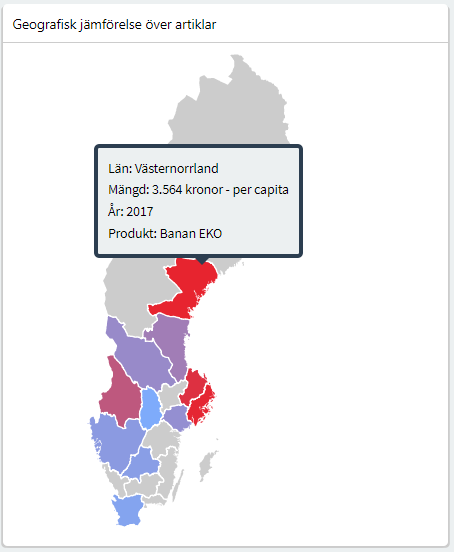 Geografisk jämförelse över artiklar
Län: Västernorrland
Mängd: 3.564 kronor - per capita
År: 2017
Produkt: Banan EKO